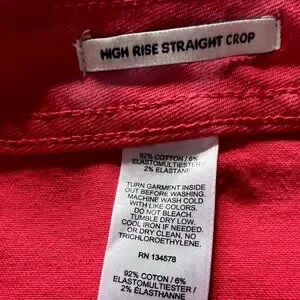 HIGH RISE STRAIGHT CROP
92% COTTON / 6%
ELASTOMULTIESTER /
2% ELASTANE
TURN GARMENT INSIDE
OUT BEFORE WASHING.
MACHINE WASH COLD
WITH LIKE COLORS.
DO NOT BLEACH.
TUMBLE DRY LOW.
COOL IRON IF NEEDED.
OR DRY CLEAN, NO
TRICHLOROETHYLENE.
RN 134578
92% COTON / 6%
ELASTOMULTIESTER /
2% ÉLASTHANNE